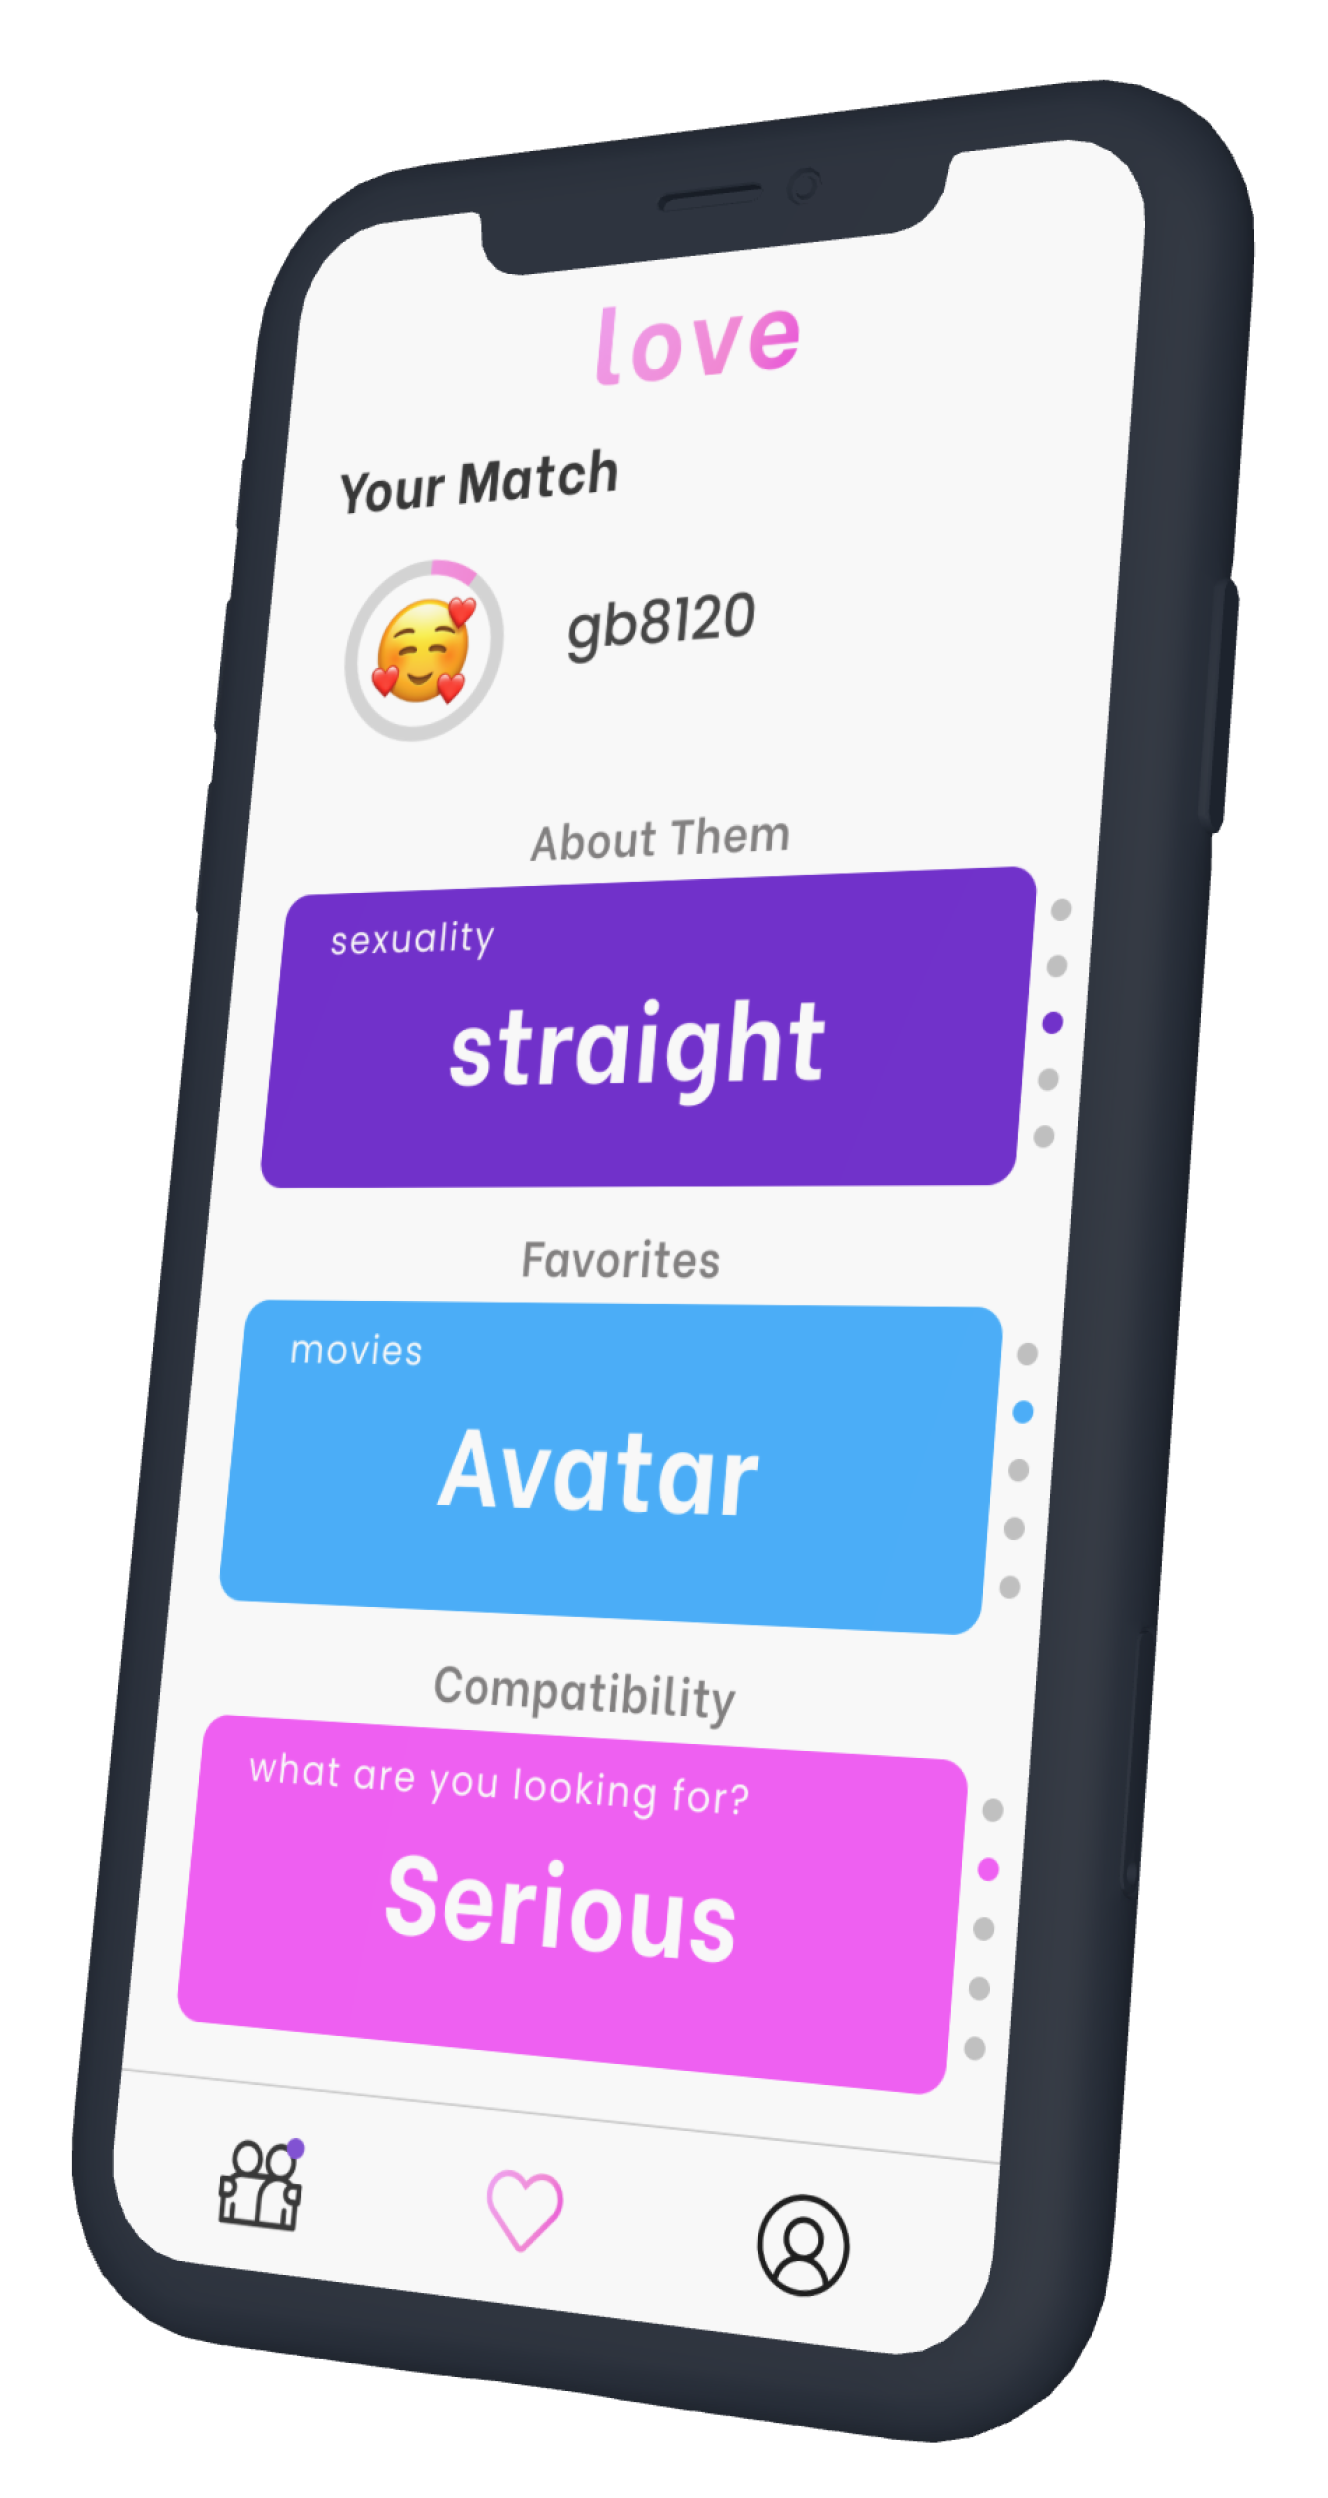 love
Your Match
gb8120
About Them
sexuality
straight
Favorites
movies
Avatar
Compatibility
what are you looking for?
Serious